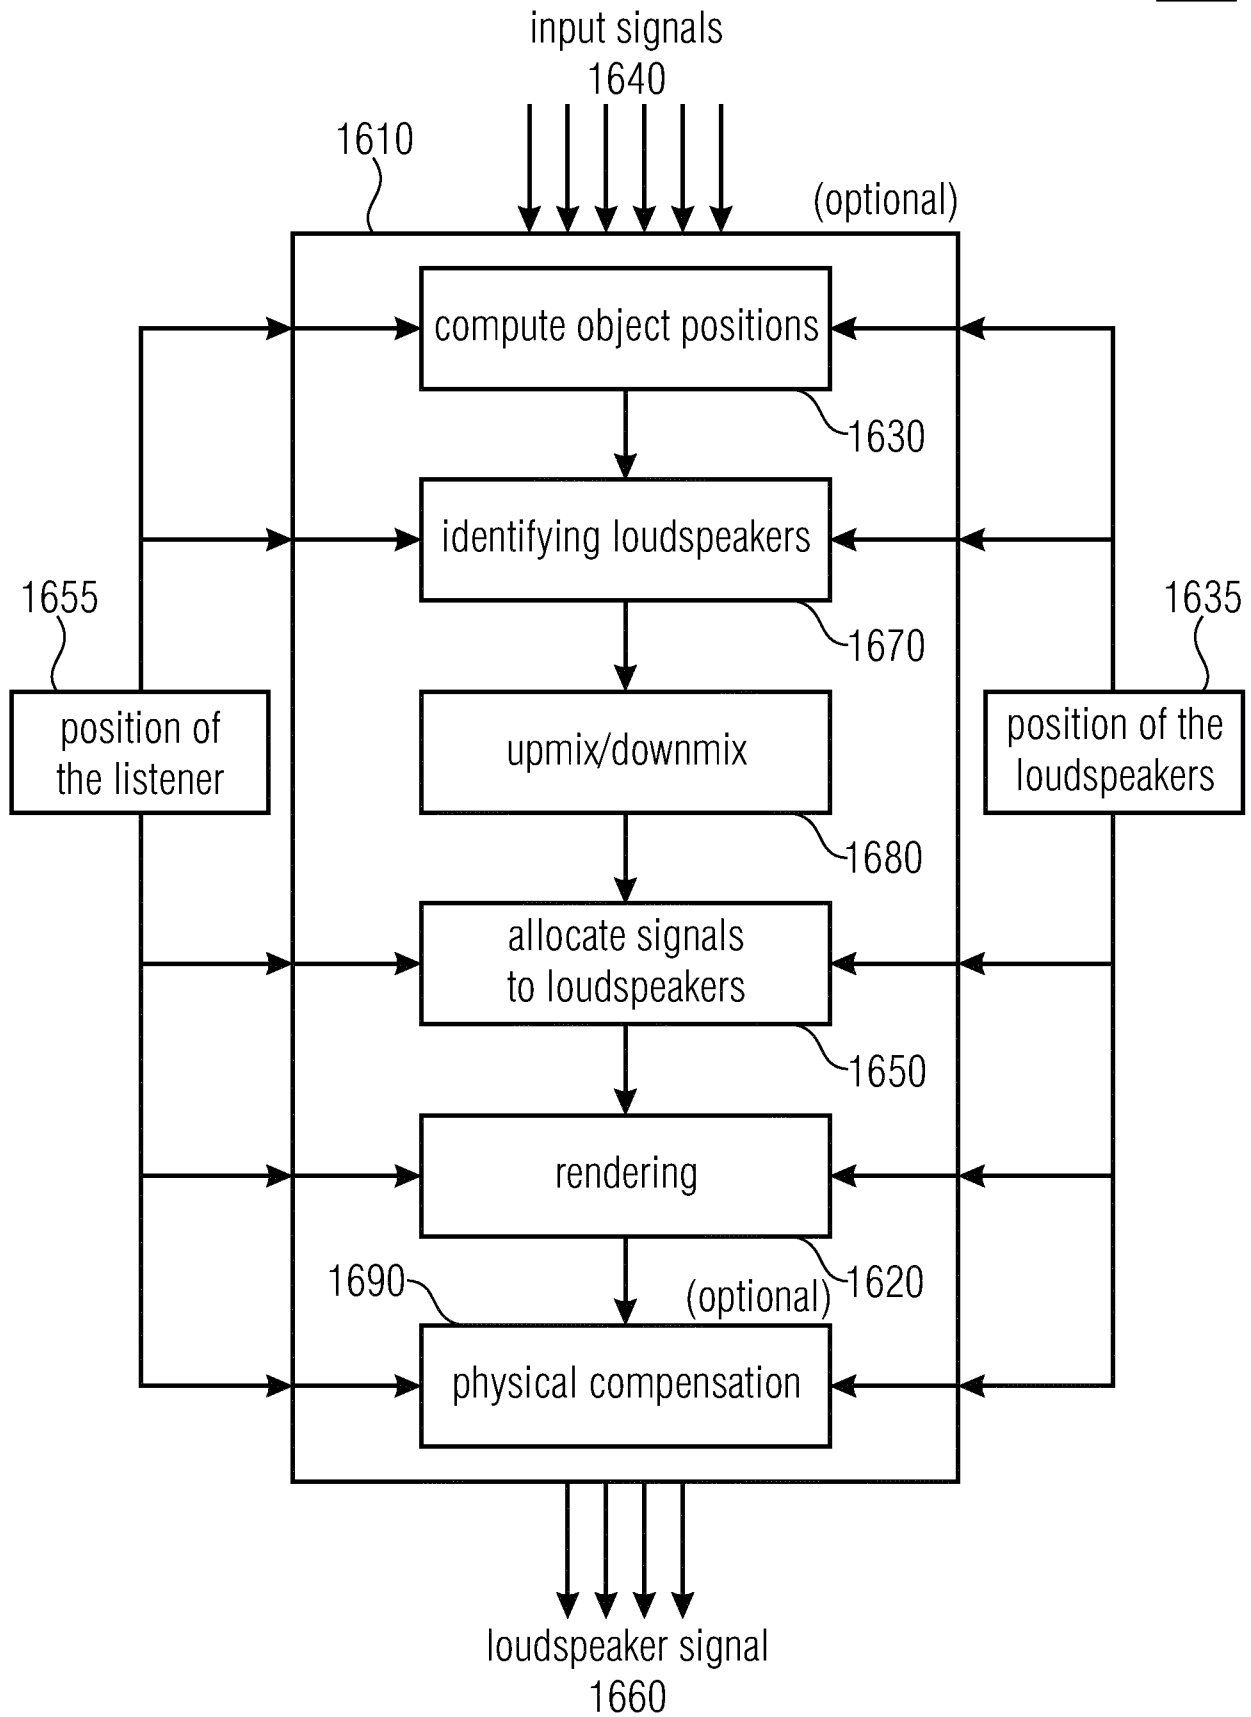 input signals
1640
1610
(optional)
compute object positions
1630
identifying loudspeakers
1670
1655
position of
the listener
1635
position of the
loudspeakers
upmix/downmix
1680
allocate signals
to loudspeakers
1650
rendering
1620
1690
(optional)
physical compensation
loudspeaker signal
1660